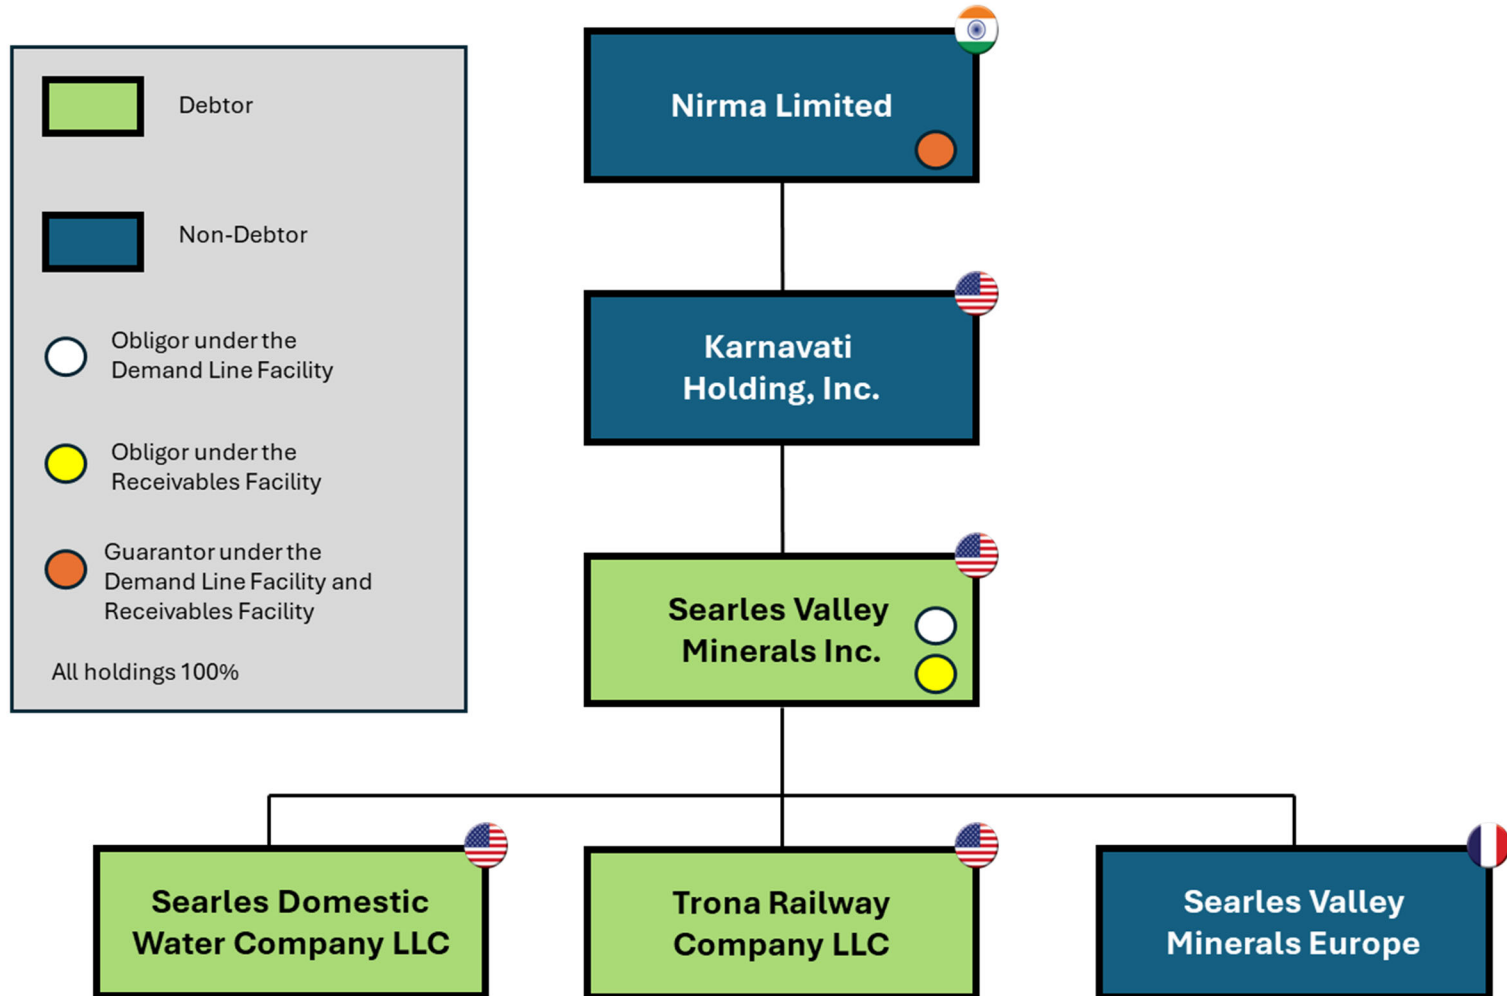 Debtor
Non-Debtor
Obligor under the
Demand Line Facility
Obligor under the
Receivables Facility
Guarantor under the
Demand Line Facility and
Receivables Facility
All holdings 100%
Nirma Limited
Karnavati
Holding, Inc.
Searles Valley
Minerals Inc.
Searles Domestic
Water Company LLC
Trona Railway
Company LLC
Searles Valley
Minerals Europe